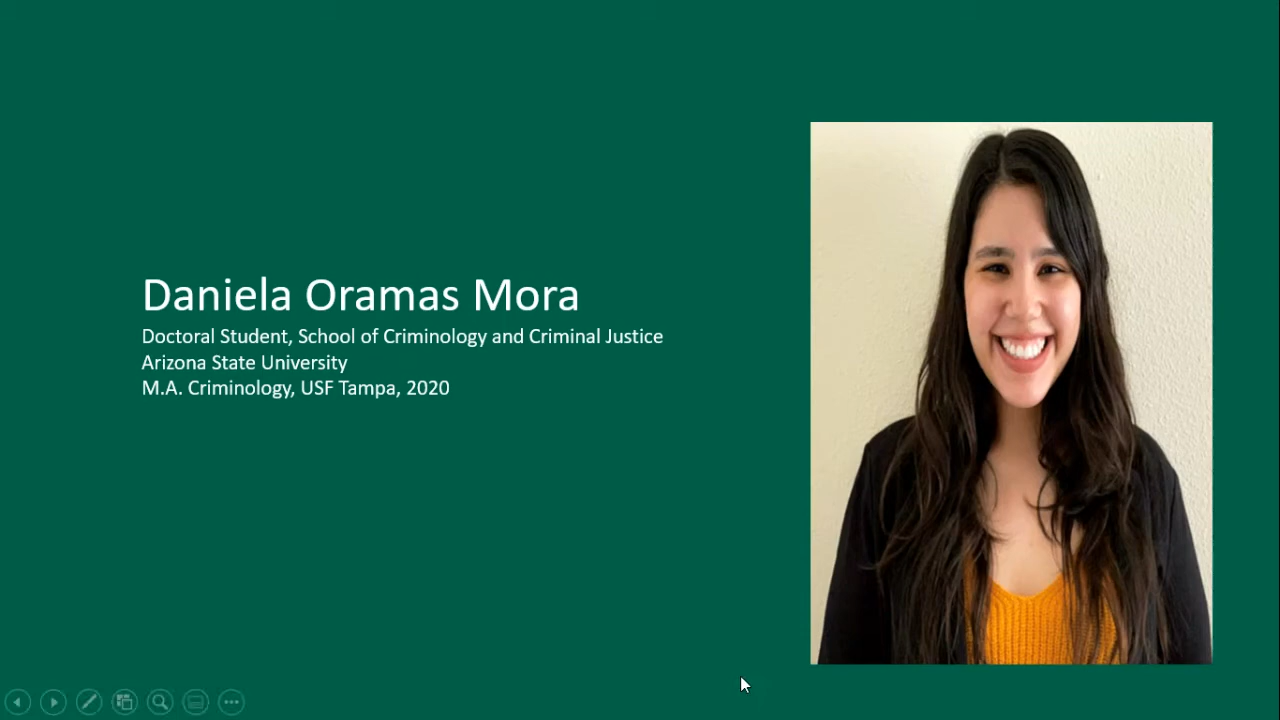 Daniela Oramas Mora
Doctoral Student, School of Criminology and Criminal Justice
Arizona State University
M.A. Criminology, USF Tampa, 2020